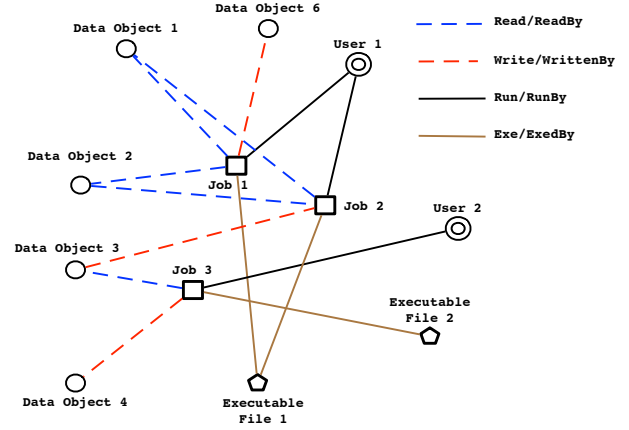 Data Object 6
Data Object 1
Read/ReadBy
User 1
Write/WrittenBy
Run/RunBy
Exe/ExedBy
Data Object 2
Job 1
Job 2
User 2
Data Object 3
Job 3
Executable
File 2
Data Object 4
Executable
File 1